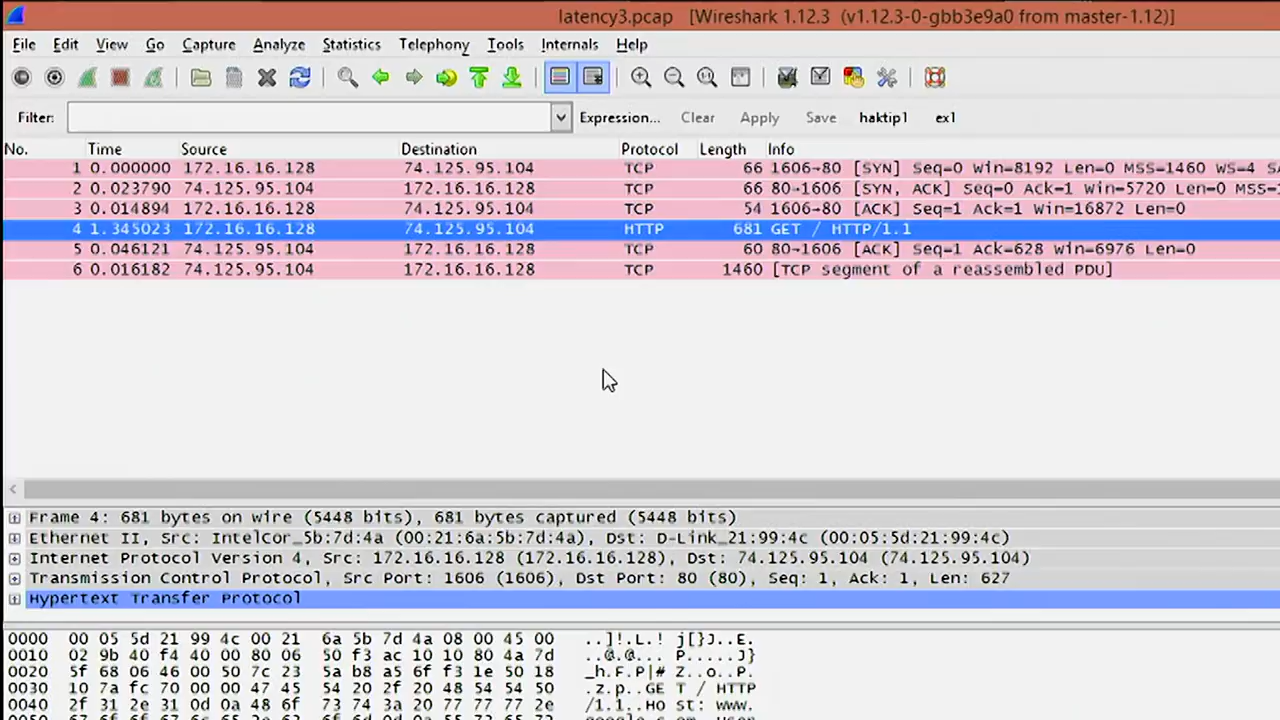 latency3.pcap [Wireshark 1.12.3 (v1.12.3-0-gbb3e9a0 from master-1.12)]
File Edit View Go Capture Analyze Statistics Telephony Tools Internals Help
Filter: Expression... Clear Apply Save haktip1 ex1
No. Time Source Destination Protocol Length Info
1 0.000000 172.16.16.128 74.125.95.104 TCP 66 1606→80 [SYN] Seq=0 Win=8192 Len=0 MSS=1460 WS=4
2 0.023790 74.125.95.104 172.16.16.128 TCP 66 80→1606 [SYN, ACK] Seq=0 Ack=1 Win=5720 Len=0
3 0.014894 172.16.16.128 74.125.95.104 TCP 54 1606→80 [ACK] Seq=1 Ack=1 Win=16872 Len=0
4 1.345023 172.16.16.128 74.125.95.104 HTTP 681 GET / HTTP/1.1
5 0.046121 74.125.95.104 172.16.16.128 TCP 60 80→1606 [ACK] Seq=1 Ack=628 Win=6976 Len=0
6 0.016182 74.125.95.104 172.16.16.128 TCP 1460 [TCP segment of a reassembled PDU]
Frame 4: 681 bytes on wire (5448 bits), 681 bytes captured (5448 bits)
Ethernet II, Src: IntelCor_5b:7d:4a (00:21:6a:5b:7d:4a), Dst: D-Link_21:99:4c (00:05:5d:21:99:4c)
Internet Protocol Version 4, Src: 172.16.16.128 (172.16.16.128), Dst: 74.125.95.104 (74.125.95.104)
Transmission Control Protocol, Src Port: 1606 (1606), Dst Port: 80 (80), Seq: 1, Ack: 1, Len: 627
Hypertext Transfer Protocol
0000 00 05 5d 21 99 4c 00 21 6a 5b 7d 4a 08 00 45 00 ..]!.L.! j[}J..E.
0010 02 9b 40 f4 40 00 80 06 50 f3 ac 10 10 80 4a 7d ..@.@... P.....J}
0020 5f 68 06 46 00 50 7c 23 5a b8 a5 6f f3 1e 50 18 _h.F.P|# Z..o..P.
0030 10 7a fc 70 00 00 47 45 54 20 2f 20 48 54 54 50 .z.p..GE T / HTTP
0040 2f 31 2e 31 0d 0a 48 6f 73 74 3a 20 77 77 77 2e /1.1..Ho st: www.